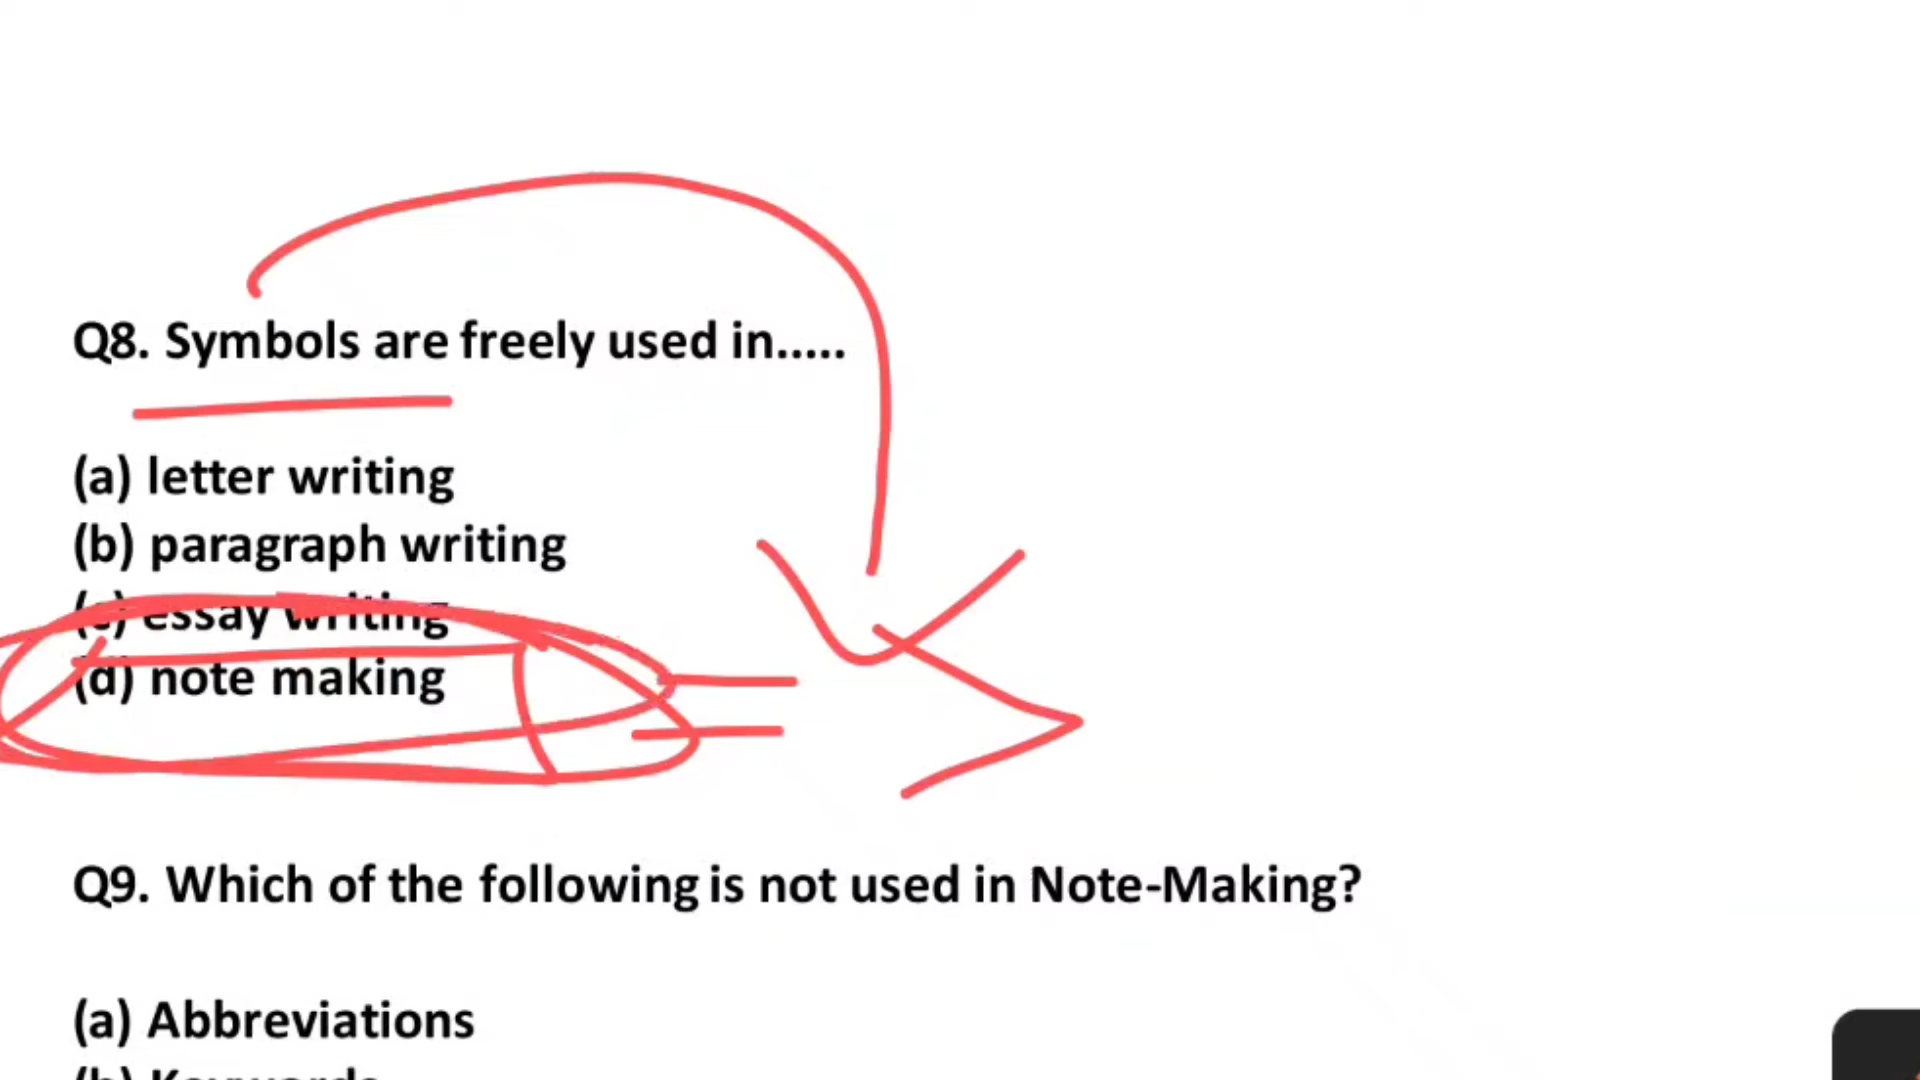 Q8. Symbols are freely used in.....
(a) letter writing
(b) paragraph writing
(c) essay writing
(d) note making
Q9. Which of the following is not used in Note-Making?
(a) Abbreviations
(b) Keywords